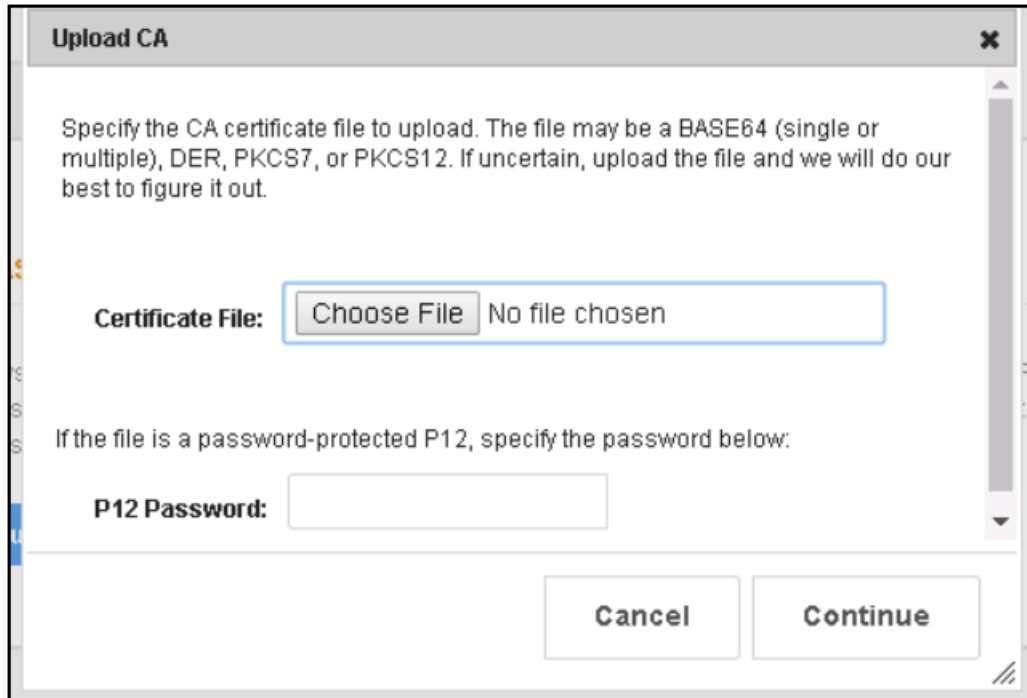 Upload CA
Specify the CA certificate file to upload. The file may be a BASE64 (single or
multiple), DER, PKCS7, or PKCS12. If uncertain, upload the file and we will do our
best to figure it out.
Certificate File: Choose File No file chosen
If the file is a password-protected P12, specify the password below:
P12 Password:
Cancel Continue